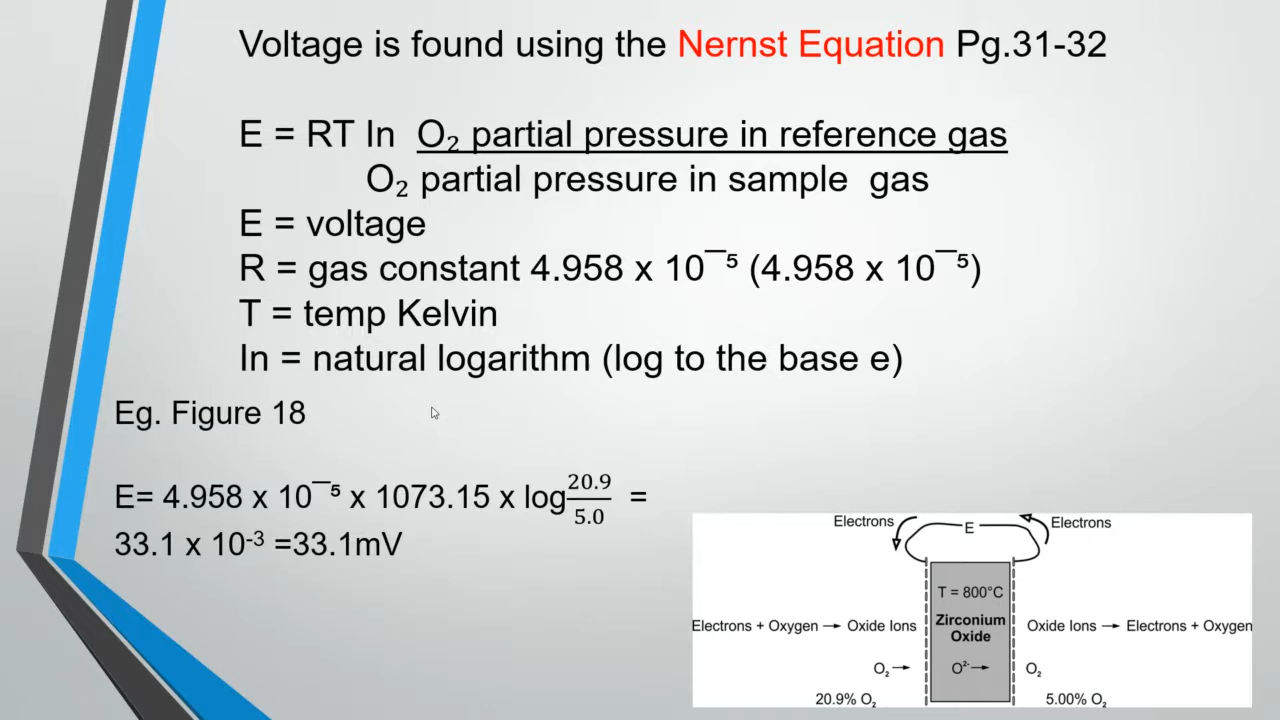 Voltage is found using the Nernst Equation Pg.31-32
E = RT In O₂ partial pressure in reference gas
O₂ partial pressure in sample gas
E = voltage
R = gas constant 4.958 x 10¯⁵ (4.958 x 10¯⁵)
T = temp Kelvin
In = natural logarithm (log to the base e)
Eg. Figure 18
E= 4.958 x 10¯⁵ x 1073.15 x log 20.9/5.0 =
33.1 x 10⁻³ =33.1mV
Electrons E Electrons
T = 800°C
Electrons + Oxygen → Oxide Ions Zirconium Oxide Oxide Ions → Electrons + Oxygen
O₂ → O²⁻ → O₂
20.9% O₂ 5.00% O₂